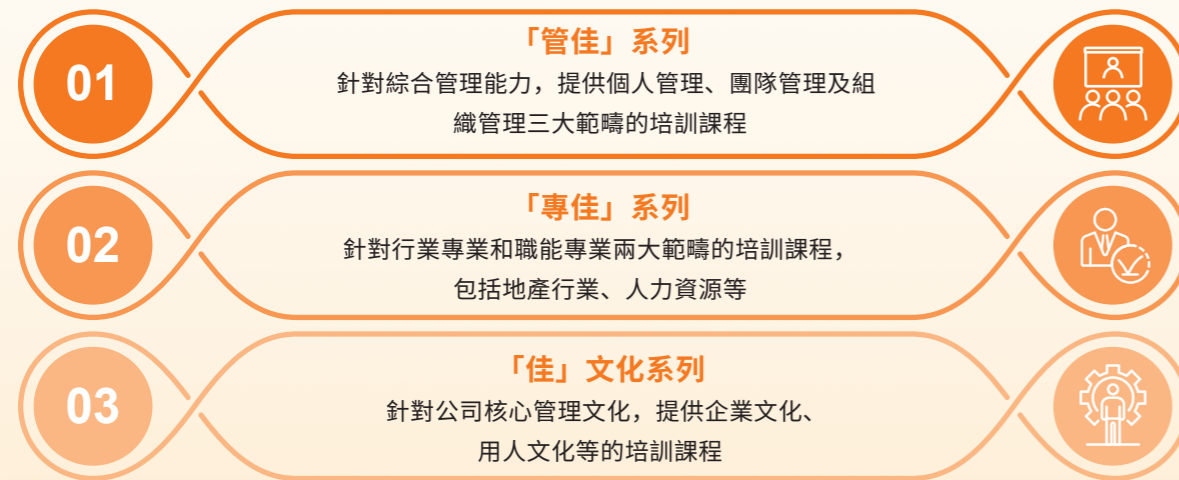 01
「管佳」系列
針對綜合管理能力，提供個人管理、團隊管理及組
織管理三大範疇的培訓課程
02
「專佳」系列
針對行業專業和職能專業兩大範疇的培訓課程，
包括地產行業、人力資源等
03
「佳」文化系列
針對公司核心管理文化，提供企業文化、
用人文化等的培訓課程